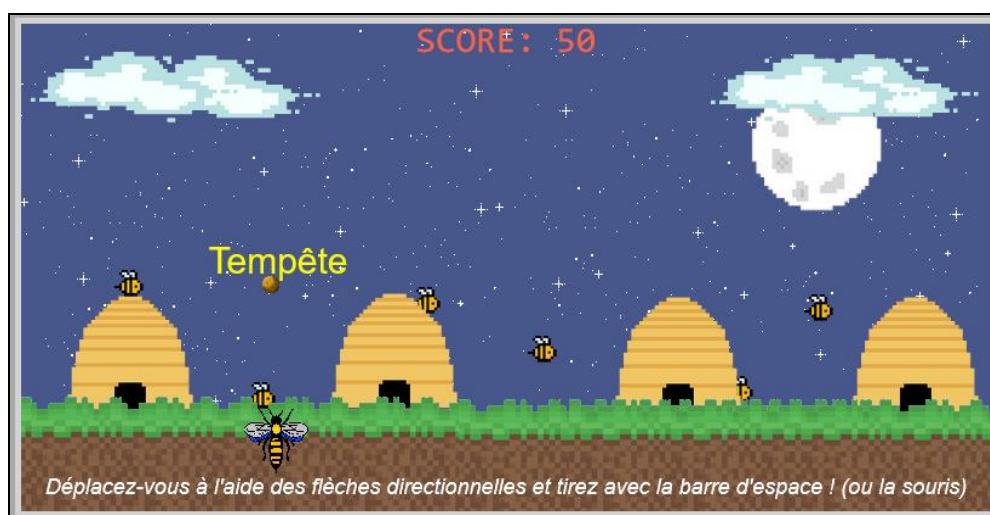 SCORE: 50
Tempête
Déplacez-vous à l'aide des flèches directionnelles et tirez avec la barre d'espace ! (ou la souris)